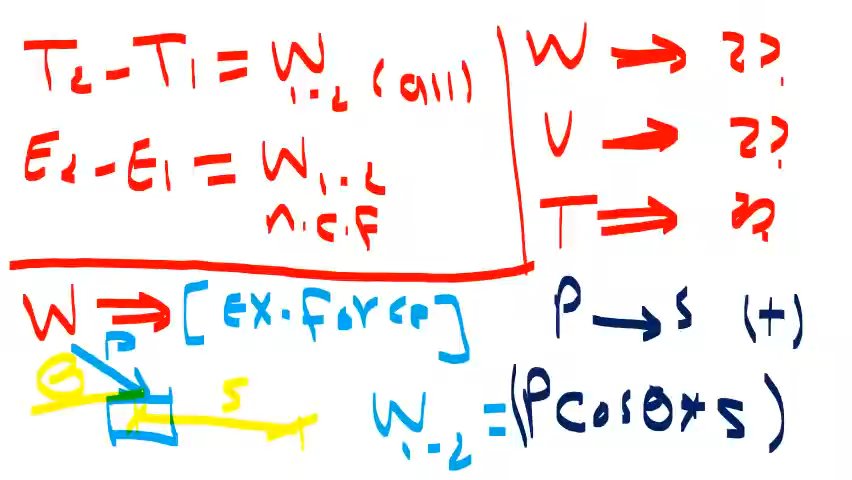 T2 - T1 = W1-2 (all)
E2 - E1 = W1-2
n.c.f
W → ??
V → ??
T ⇒ ??
W ⇒ [Ex. Force]
P → s (+)
P
θ
s
W1-2 = (P cos θ * s)